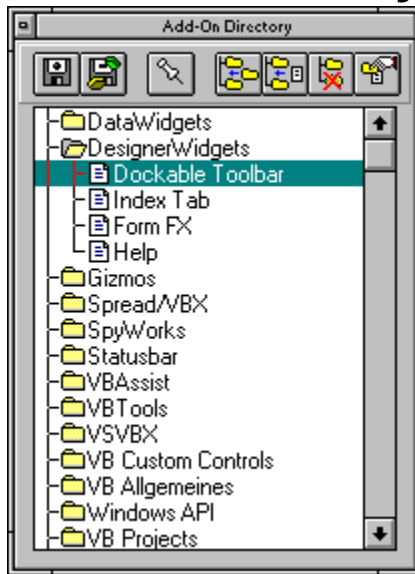 Add-On Directory
DataWidgets
DesignerWidgets
Dockable Toolbar
Index Tab
Form FX
Help
Gizmos
Spread/VBX
SpyWorks
Statusbar
VBAssist
VBTools
VSVBX
VB Custom Controls
VB Allgemeines
Windows API
VB Projects